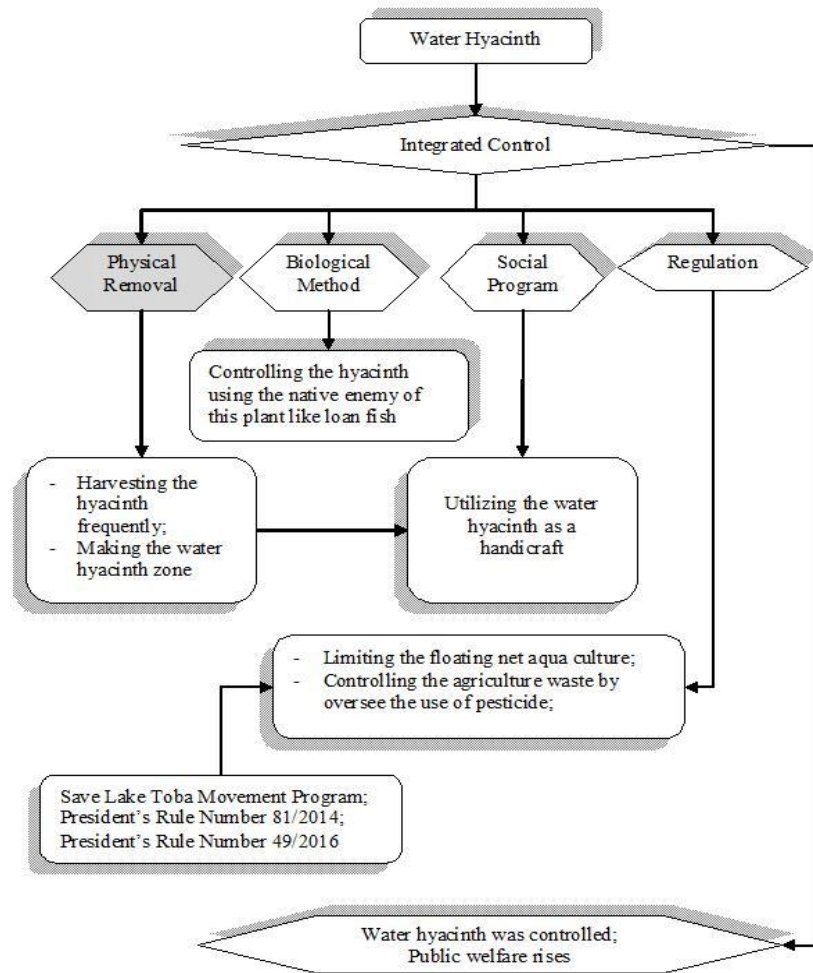 Water Hyacinth
Integrated Control
Physical
Removal
Biological
Method
Social
Program
Regulation
Controlling the hyacinth
using the native enemy of
this plant like loan fish
- Harvesting the
hyacinth
frequently;
- Making the water
hyacinth zone
Utilizing the water
hyacinth as a
handicraft
- Limiting the floating net aqua culture;
- Controlling the agriculture waste by
oversee the use of pesticide;
Save Lake Toba Movement Program;
President's Rule Number 81/2014;
President's Rule Number 49/2016
Water hyacinth was controlled;
Public welfare rises